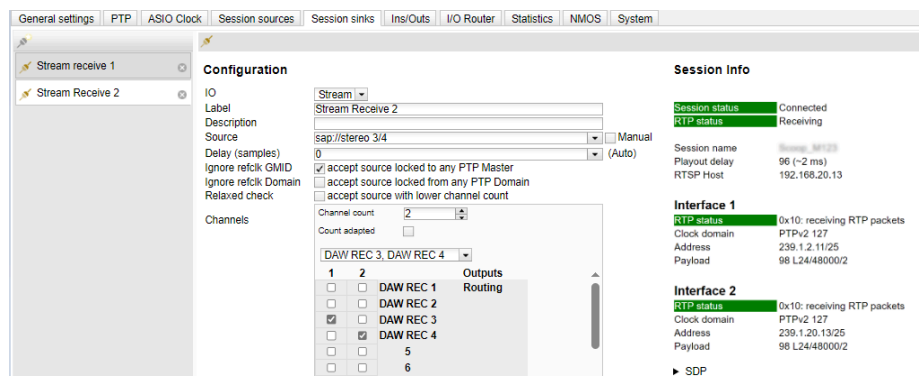 General settings PTP ASIO Clock Session sources Session sinks Ins/Outs I/O Router Statistics NMOS System
Stream receive 1
Stream Receive 2
Configuration
IO Stream
Label Stream Receive 2
Description
Source sap://stereo 3/4 Manual
Delay (samples) 0 (Auto)
Ignore refclk GMID accept source locked to any PTP Master
Ignore refclk Domain accept source locked from any PTP Domain
Relaxed check accept source with lower channel count
Channels
Channel count 2
Count adapted
DAW REC 3, DAW REC 4
1 2 Outputs
DAW REC 1 Routing
DAW REC 2
DAW REC 3
DAW REC 4
5
6
Session Info
Session status Connected
RTP status Receiving
Session name
Playout delay 96 (~2 ms)
RTSP Host 192.168.20.13
Interface 1
RTP status 0x10: receiving RTP packets
Clock domain PTPv2 127
Address 239.1.2.11/25
Payload 98 L24/48000/2
Interface 2
RTP status 0x10: receiving RTP packets
Clock domain PTPv2 127
Address 239.1.20.13/25
Payload 98 L24/48000/2
SDP